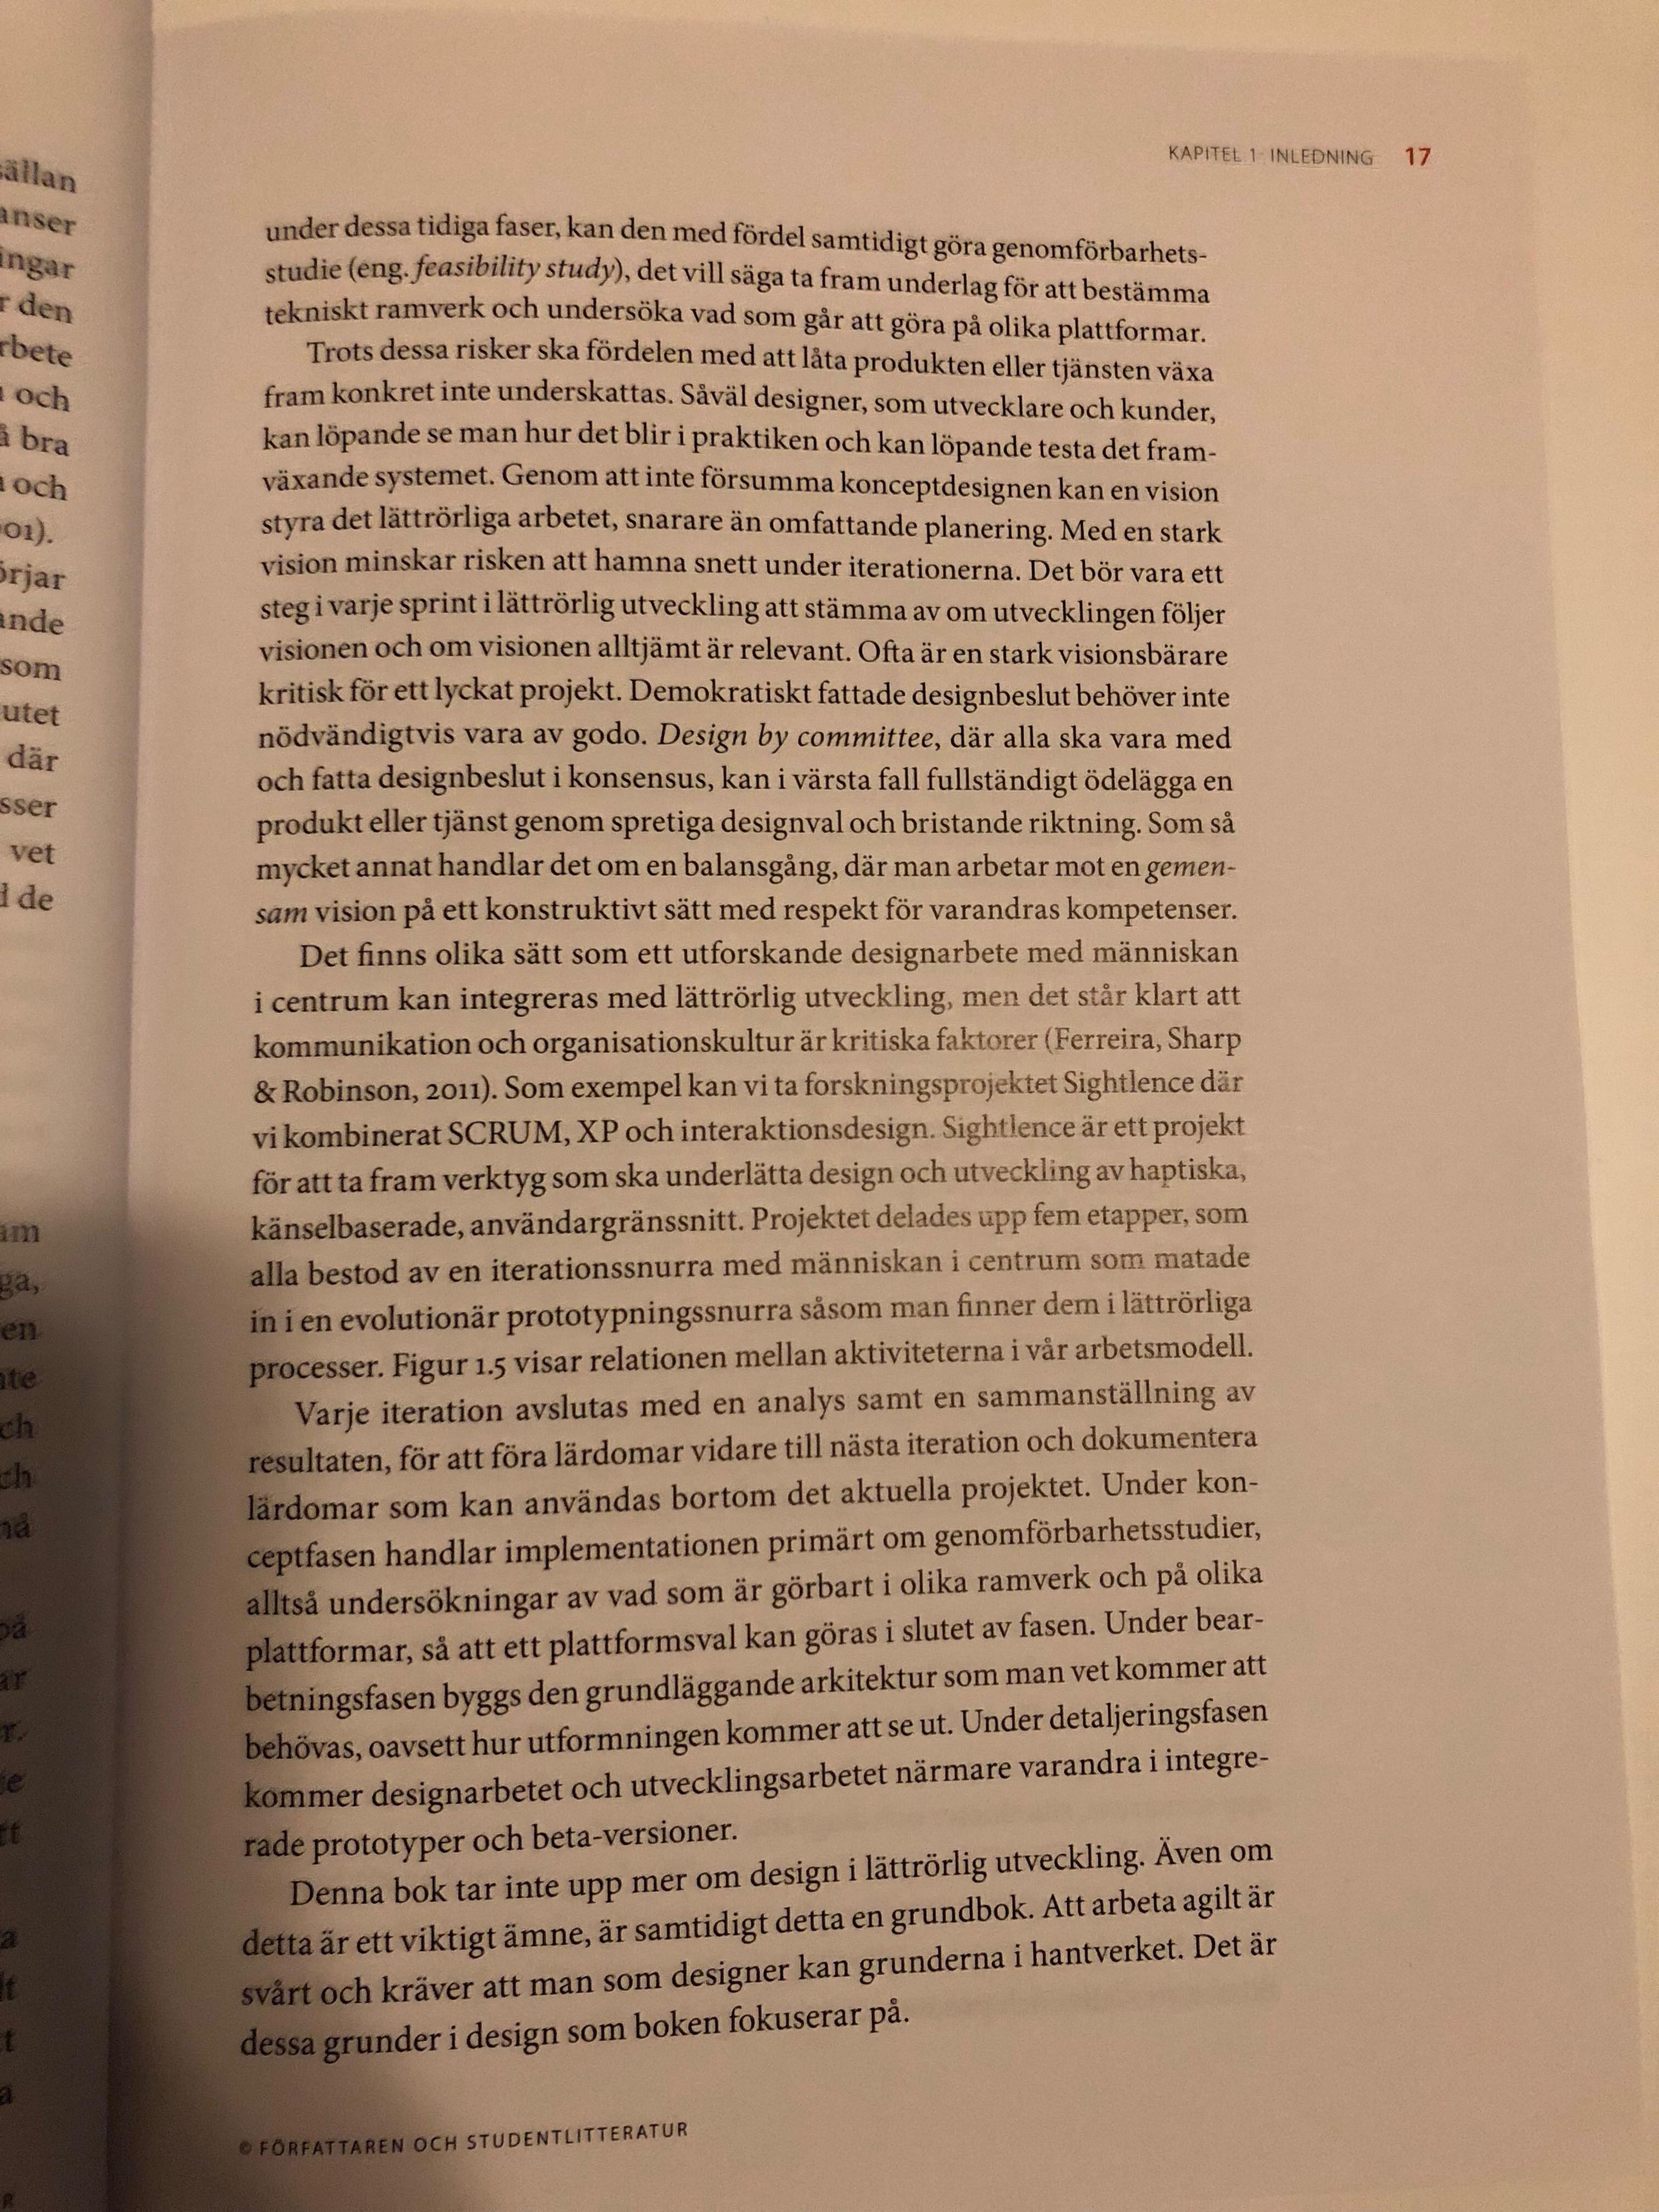 KAPITEL 1 INLEDNING 17
under dessa tidiga faser, kan den med fördel samtidigt göra genomförbarhets-
studie (eng. feasibility study), det vill säga ta fram underlag för att bestämma
tekniskt ramverk och undersöka vad som går att göra på olika plattformar.
Trots dessa risker ska fördelen med att låta produkten eller tjänsten växa
fram konkret inte underskattas. Såväl designer, som utvecklare och kunder,
kan löpande se man hur det blir i praktiken och kan löpande testa det fram-
växande systemet. Genom att inte försumma konceptdesignen kan en vision
styra det lättrörliga arbetet, snarare än omfattande planering. Med en stark
vision minskar risken att hamna snett under iterationerna. Det bör vara ett
steg i varje sprint i lättrörlig utveckling att stämma av om utvecklingen följer
visionen och om visionen alltjämt är relevant. Ofta är en stark visionsbärare
kritisk för ett lyckat projekt. Demokratiskt fattade designbeslut behöver inte
nödvändigtvis vara av godo. Design by committee, där alla ska vara med
och fatta designbeslut i konsensus, kan i värsta fall fullständigt ödelägga en
produkt eller tjänst genom spretiga designval och bristande riktning. Som så
mycket annat handlar det om en balansgång, där man arbetar mot en gemen-
sam vision på ett konstruktivt sätt med respekt för varandras kompetenser.
Det finns olika sätt som ett utforskande designarbete med människan
i centrum kan integreras med lättrörlig utveckling, men det står klart att
kommunikation och organisationskultur är kritiska faktorer (Ferreira, Sharp
& Robinson, 2011). Som exempel kan vi ta forskningsprojektet Sightlence där
vi kombinerat SCRUM, XP och interaktionsdesign. Sightlence är ett projekt
för att ta fram verktyg som ska underlätta design och utveckling av haptiska,
känselbaserade, användargränssnitt. Projektet delades upp fem etapper, som
alla bestod av en iterationssnurra med människan i centrum som matade
in i en evolutionär prototypningssnurra såsom man finner dem i lättrörliga
processer. Figur 1.5 visar relationen mellan aktiviteterna i vår arbetsmodell.
Varje iteration avslutas med en analys samt en sammanställning av
resultaten, för att föra lärdomar vidare till nästa iteration och dokumentera
lärdomar som kan användas bortom det aktuella projektet. Under kon-
ceptfasen handlar implementationen primärt om genomförbarhetsstudier,
alltså undersökningar av vad som är görbart i olika ramverk och på olika
plattformar, så att ett plattformsval kan göras i slutet av fasen. Under bear-
betningsfasen byggs den grundläggande arkitektur som man vet kommer att
behövas, oavsett hur utformningen kommer att se ut. Under detaljeringsfasen
kommer designarbetet och utvecklingsarbetet närmare varandra i integre-
rade prototyper och beta-versioner.
Denna bok tar inte upp mer om design i lättrörlig utveckling. Även om
detta är ett viktigt ämne, är samtidigt detta en grundbok. Att arbeta agilt är
svårt och kräver att man som designer kan grunderna i hantverket. Det är
dessa grunder i design som boken fokuserar på.
© FÖRFATTAREN OCH STUDENTLITTERATUR